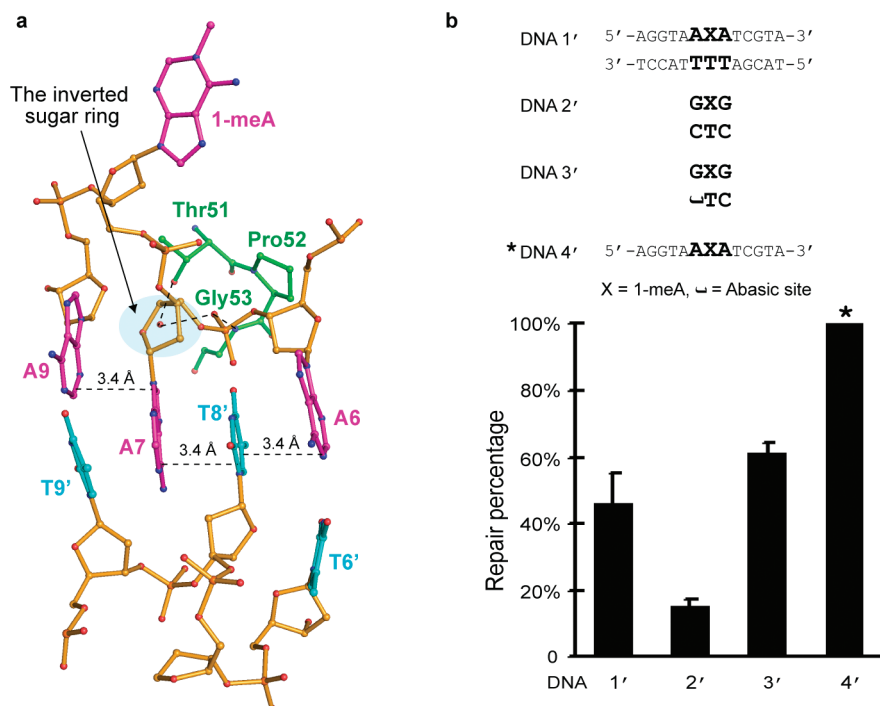 a
The inverted
sugar ring
1-meA
Thr51
Pro52
Gly53
A9
3.4 Å
A7
T8’
3.4 Å
3.4 Å
A6
T9’
T6’
b
DNA 1′ 5′-AGGTAAXATCGTA-3′
3′-TCCATTTTAGCAT-5′
DNA 2′ GXG
CTC
DNA 3′ GXG
⌣TC
*DNA 4′ 5′-AGGTAAXATCGTA-3′
X = 1-meA, ⌣ = Abasic site
Repair percentage
100%
80%
60%
40%
20%
0
*
DNA 1′ 2′ 3′ 4′